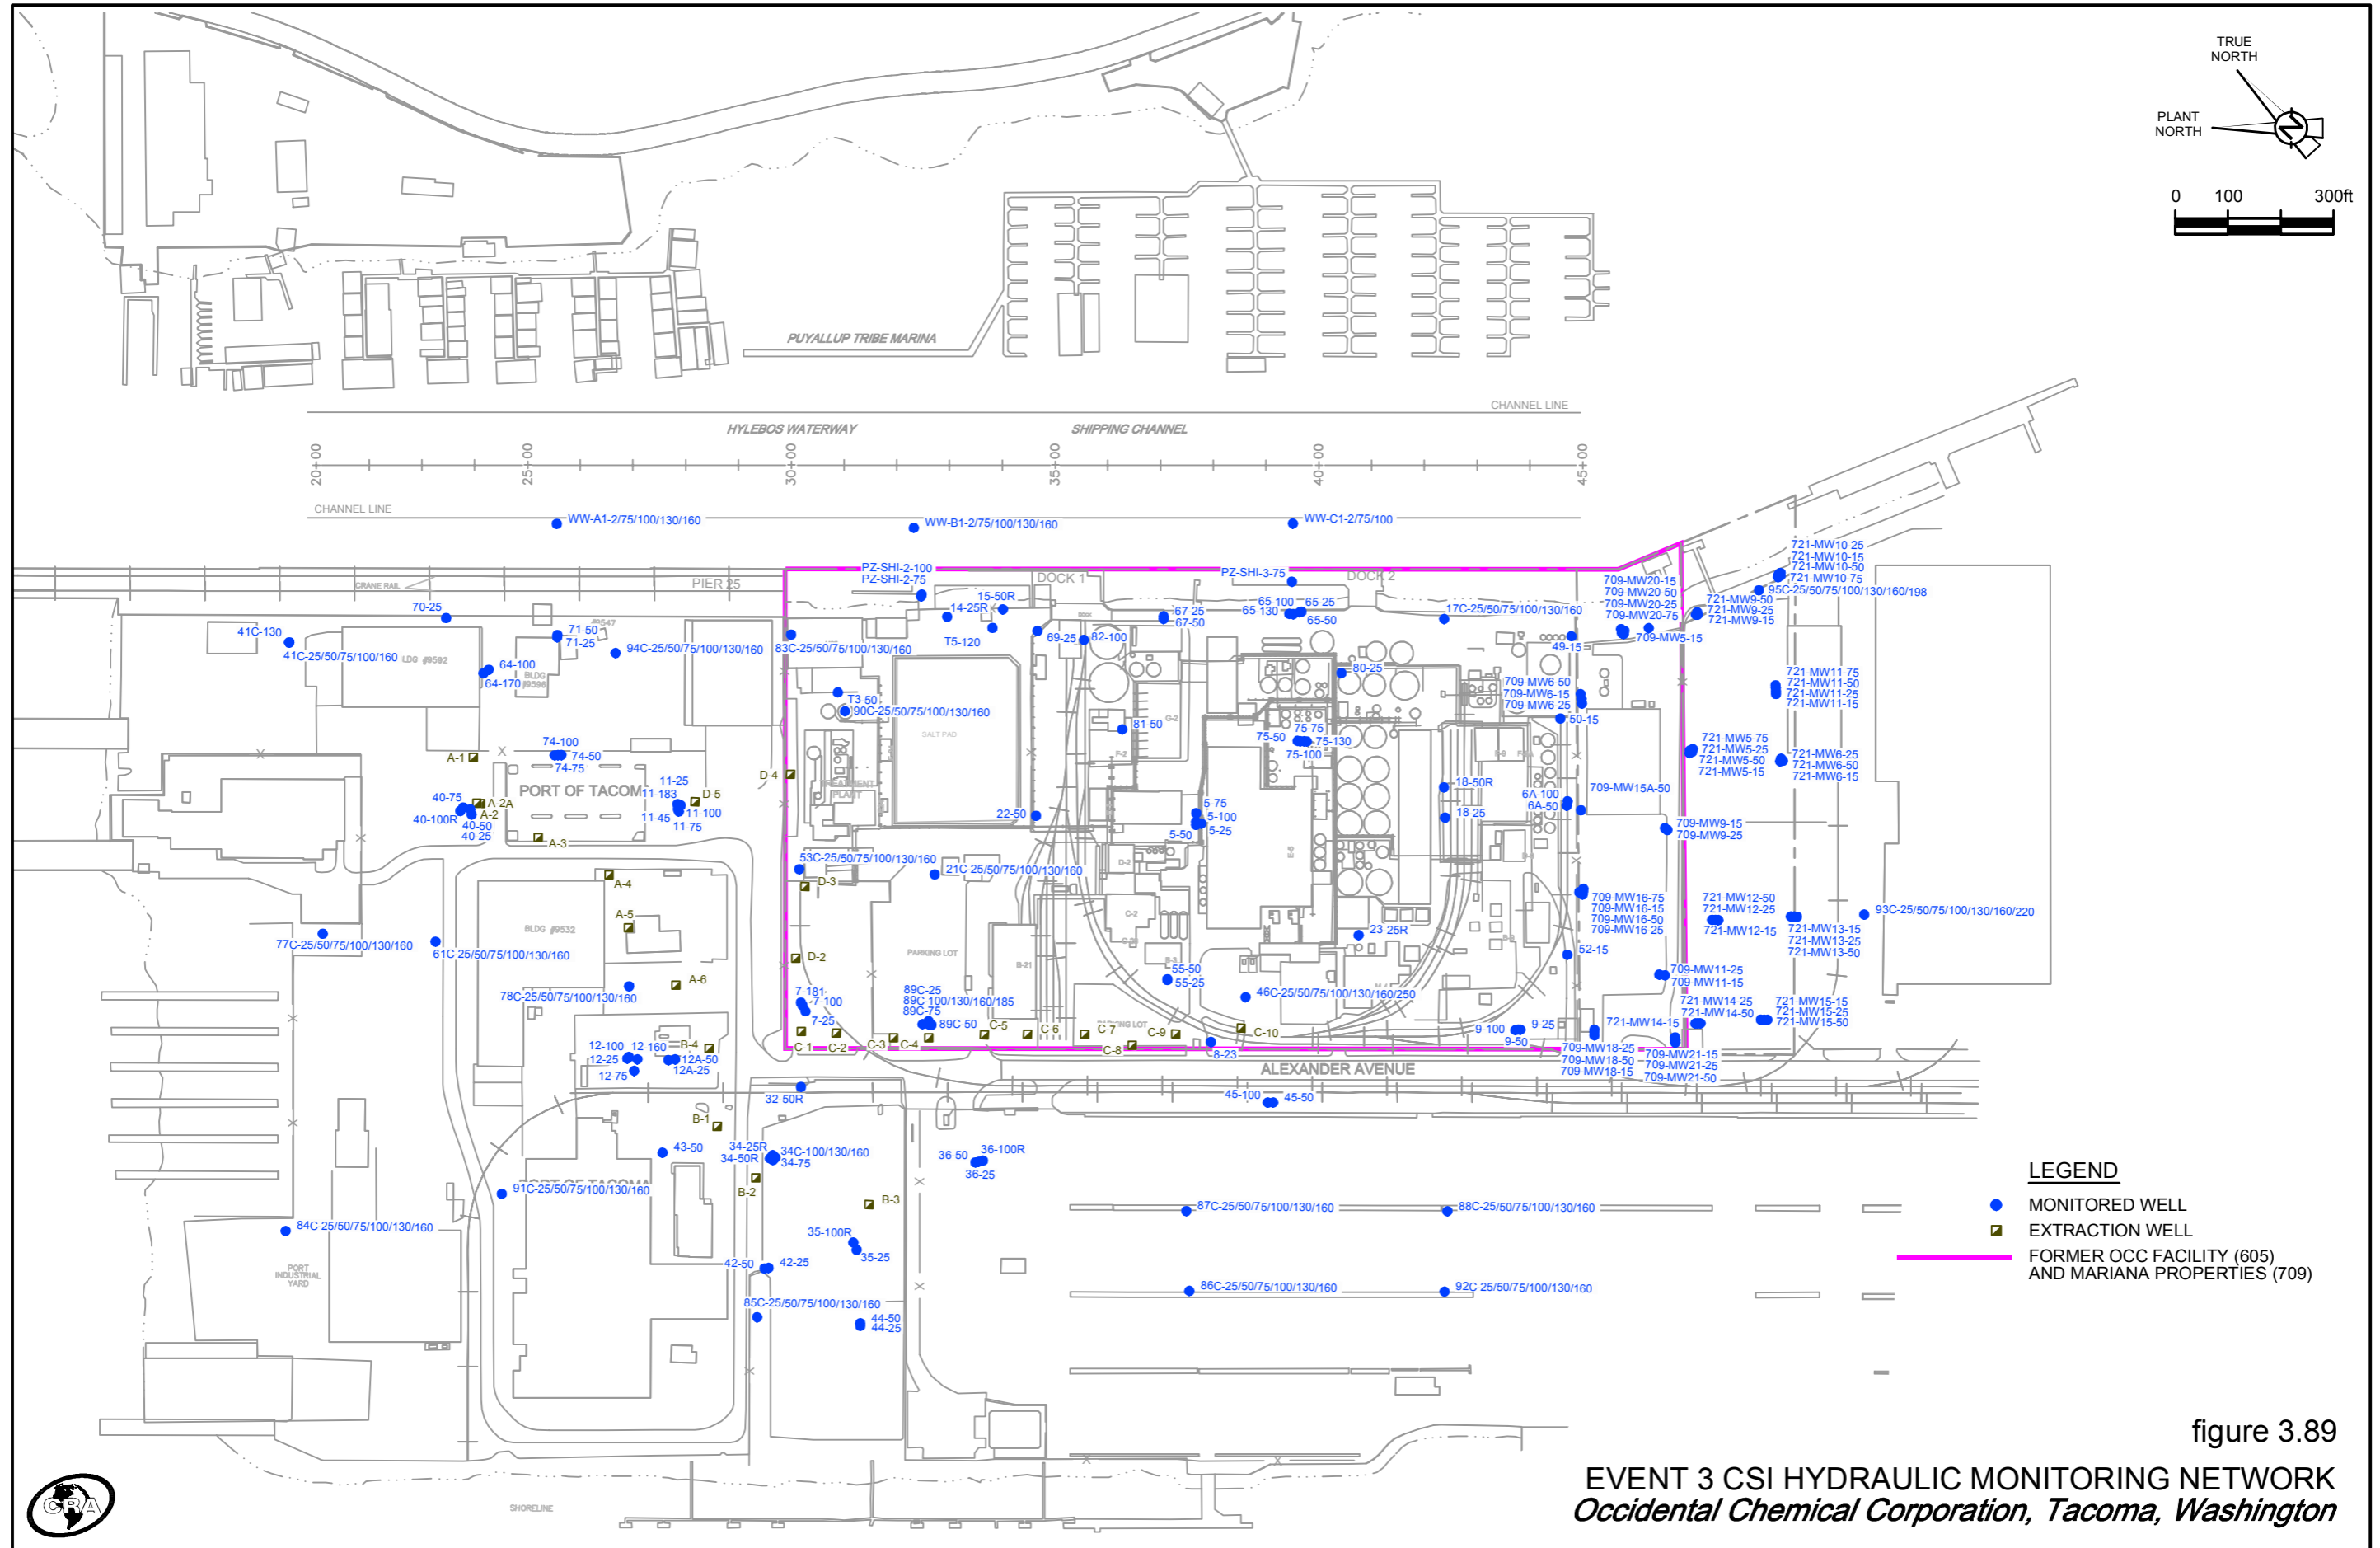 TRUE
NORTH
PLANT
NORTH
0 100 300ft
PUYALLUP TRIBE MARINA
CHANNEL LINE
HYLEBOS WATERWAY
SHIPPING CHANNEL
20+00
25+00
30+00
35+00
40+00
45+00
CHANNEL LINE
WW-A1-2/75/100/130/160
WW-B1-2/75/100/130/160
WW-C1-2/75/100
CRANE RAIL
PIER 25
PZ-SHI-2-100
PZ-SHI-2-75
DOCK 1
PZ-SHI-3-75
DOCK 2
721-MW10-25
721-MW10-15
721-MW10-50
721-MW10-75
95C-25/50/75/100/130/160/198
709-MW20-15
709-MW20-50
709-MW20-25
709-MW20-75
721-MW9-50
721-MW9-25
721-MW9-15
709-MW5-15
70-25
15-50R
14-25R
T5-120
65-100
65-25
65-130
65-50
67-25
67-50
17C-25/50/75/100/130/160
41C-130
41C-25/50/75/100/160
LDG #9592
71-50
71-25
94C-25/50/75/100/130/160
83C-25/50/75/100/130/160
69-25
82-100
49-15
64-100
64-170
BLDG
#9596
80-25
721-MW11-75
721-MW11-50
721-MW11-25
721-MW11-15
709-MW6-50
709-MW6-15
709-MW6-25
T3-50
90C-25/50/75/100/130/160
50-15
SALT PAD
81-50
G-2
F-2
75-75
75-50
75-130
75-100
721-MW5-75
721-MW5-25
721-MW5-50
721-MW5-15
721-MW6-25
721-MW6-50
721-MW6-15
74-100
74-50
74-75
A-1
D-4
11-25
11-183
D-5
11-100
11-45
11-75
PORT OF TACOM
PLANT
40-75
A-2A
A-2
40-100R
40-50
40-25
18-50R
18-25
6A-100
6A-50
709-MW15A-50
22-50
5-75
5-100
5-25
5-50
709-MW9-15
709-MW9-25
A-3
53C-25/50/75/100/130/160
D-3
21C-25/50/75/100/130/160
D-2
E-6
A-4
A-5
BLDG #9532
C-2
709-MW16-75
709-MW16-15
709-MW16-50
709-MW16-25
721-MW12-50
721-MW12-25
721-MW12-15
93C-25/50/75/100/130/160/220
721-MW13-15
721-MW13-25
721-MW13-50
77C-25/50/75/100/130/160
61C-25/50/75/100/130/160
D-2
PARKING LOT
B-21
B-3
23-25R
52-15
A-6
78C-25/50/75/100/130/160
55-50
55-25
709-MW11-25
709-MW11-15
7-181
7-100
7-25
89C-25
89C-100/130/160/185
89C-75
89C-50
46C-25/50/75/100/130/160/250
721-MW14-25
721-MW14-50
721-MW14-15
721-MW15-15
721-MW15-25
721-MW15-50
C-1
C-2
C-3
C-4
C-5
C-6
C-7
C-8
C-9
C-10
LOT
8-23
9-100
9-25
9-50
12-100
12-160
12-25
12-75
B-4
12A-50
12A-25
709-MW18-25
709-MW18-50
709-MW18-15
709-MW21-15
709-MW21-25
709-MW21-50
ALEXANDER AVENUE
32-50R
45-100
45-50
B-1
43-50
34-25R
34-50R
34C-100/130/160
34-75
36-50
36-100R
36-25
PORT OF TACOMA
B-2
B-3
91C-25/50/75/100/130/160
84C-25/50/75/100/130/160
87C-25/50/75/100/130/160
88C-25/50/75/100/130/160
35-100R
35-25
42-50
42-25
PORT
INDUSTRIAL
YARD
86C-25/50/75/100/130/160
92C-25/50/75/100/130/160
85C-25/50/75/100/130/160
44-50
44-25
SHORELINE
LEGEND
MONITORED WELL
EXTRACTION WELL
FORMER OCC FACILITY (605)
AND MARIANA PROPERTIES (709)
figure 3.89
EVENT 3 CSI HYDRAULIC MONITORING NETWORK
Occidental Chemical Corporation, Tacoma, Washington
CRA